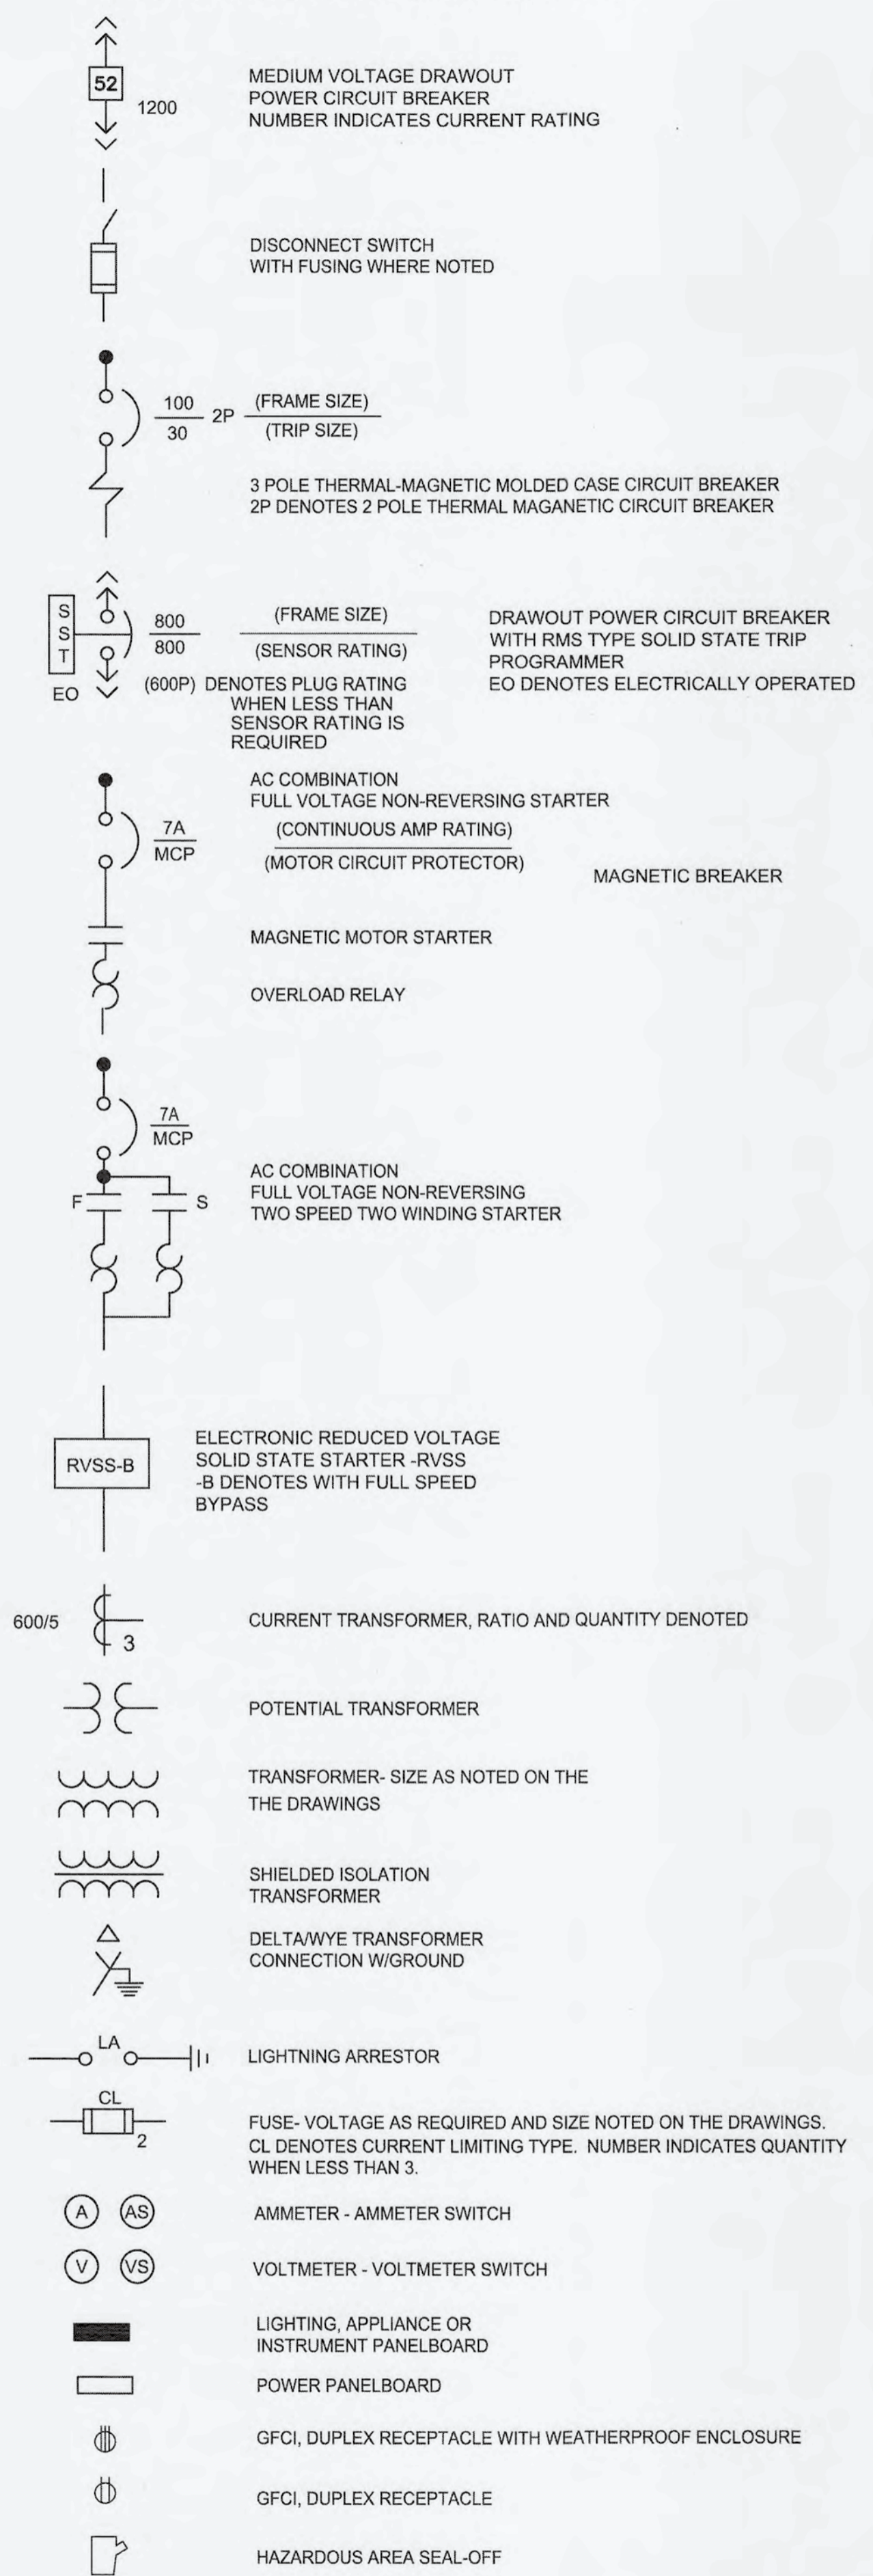 52
1200
MEDIUM VOLTAGE DRAWOUT
POWER CIRCUIT BREAKER
NUMBER INDICATES CURRENT RATING
DISCONNECT SWITCH
WITH FUSING WHERE NOTED
100
30
2P
(FRAME SIZE)
(TRIP SIZE)
3 POLE THERMAL-MAGNETIC MOLDED CASE CIRCUIT BREAKER
2P DENOTES 2 POLE THERMAL MAGANETIC CIRCUIT BREAKER
S
S
T
EO
800
800
(FRAME SIZE)
(SENSOR RATING)
(600P) DENOTES PLUG RATING
WHEN LESS THAN
SENSOR RATING IS
REQUIRED
DRAWOUT POWER CIRCUIT BREAKER
WITH RMS TYPE SOLID STATE TRIP
PROGRAMMER
EO DENOTES ELECTRICALLY OPERATED
AC COMBINATION
FULL VOLTAGE NON-REVERSING STARTER
7A
MCP
(CONTINUOUS AMP RATING)
(MOTOR CIRCUIT PROTECTOR)
MAGNETIC BREAKER
MAGNETIC MOTOR STARTER
OVERLOAD RELAY
7A
MCP
F
S
AC COMBINATION
FULL VOLTAGE NON-REVERSING
TWO SPEED TWO WINDING STARTER
RVSS-B
ELECTRONIC REDUCED VOLTAGE
SOLID STATE STARTER -RVSS
-B DENOTES WITH FULL SPEED
BYPASS
600/5
3
CURRENT TRANSFORMER, RATIO AND QUANTITY DENOTED
POTENTIAL TRANSFORMER
TRANSFORMER- SIZE AS NOTED ON THE
THE DRAWINGS
SHIELDED ISOLATION
TRANSFORMER
DELTA/WYE TRANSFORMER
CONNECTION W/GROUND
LA
LIGHTNING ARRESTOR
CL
2
FUSE- VOLTAGE AS REQUIRED AND SIZE NOTED ON THE DRAWINGS.
CL DENOTES CURRENT LIMITING TYPE. NUMBER INDICATES QUANTITY
WHEN LESS THAN 3.
A AS
AMMETER - AMMETER SWITCH
V VS
VOLTMETER - VOLTMETER SWITCH
LIGHTING, APPLIANCE OR
INSTRUMENT PANELBOARD
POWER PANELBOARD
GFCI, DUPLEX RECEPTACLE WITH WEATHERPROOF ENCLOSURE
GFCI, DUPLEX RECEPTACLE
HAZARDOUS AREA SEAL-OFF